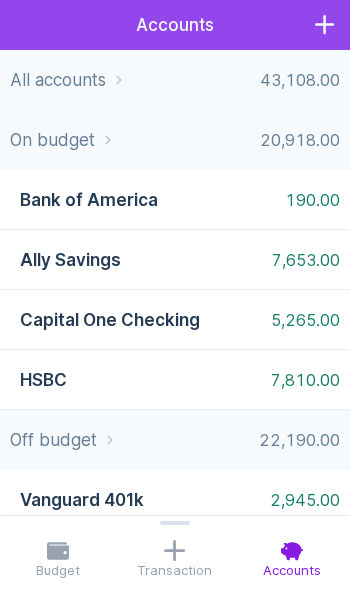 Accounts
All accounts 43,108.00
On budget 20,918.00
Bank of America 190.00
Ally Savings 7,653.00
Capital One Checking 5,265.00
HSBC 7,810.00
Off budget 22,190.00
Vanguard 401k 2,945.00
Budget Transaction Accounts